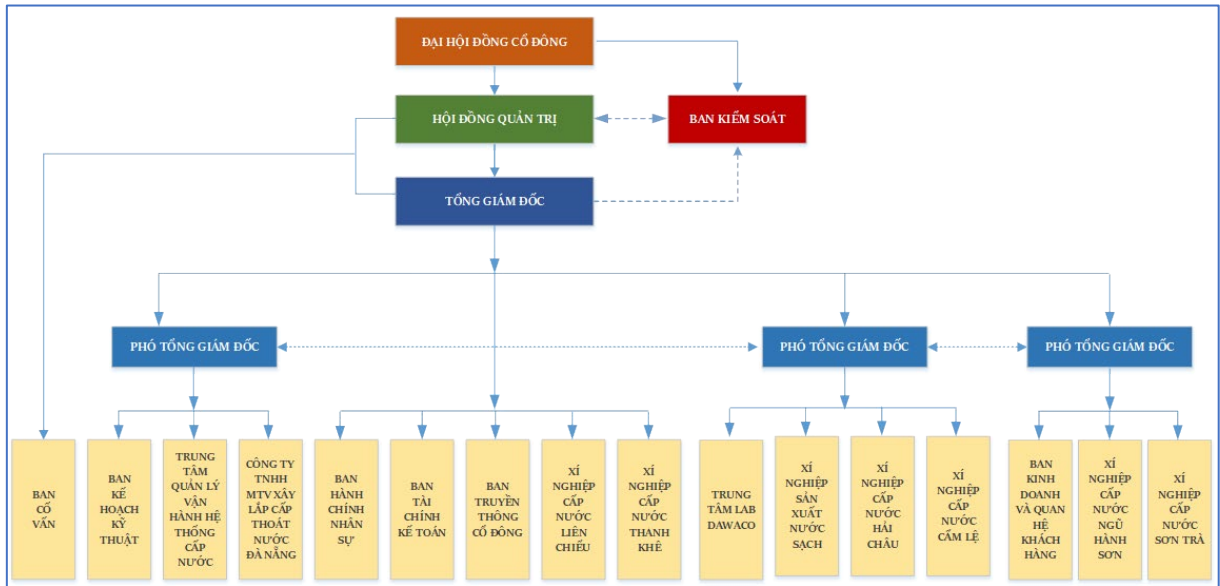 ĐẠI HỘI ĐỒNG CỔ ĐÔNG
HỘI ĐỒNG QUẢN TRỊ
BAN KIỂM SOÁT
TỔNG GIÁM ĐỐC
PHÓ TỔNG GIÁM ĐỐC
PHÓ TỔNG GIÁM ĐỐC
PHÓ TỔNG GIÁM ĐỐC
BAN
CỐ
VẤN
BAN
KẾ
HOẠCH
KỸ
THUẬT
TRUNG
TÂM
QUẢN LÝ
VẬN
HÀNH HỆ
THỐNG
CẤP
NƯỚC
CÔNG TY
TNHH
MTV XÂY
LẮP CẤP
THOÁT
NƯỚC
ĐÀ NẴNG
BAN
HÀNH
CHÍNH
NHÂN
SỰ
BAN
TÀI
CHÍNH
KẾ TOÁN
BAN
TRUYỀN
THÔNG
CỔ ĐÔNG
XÍ
NGHIỆP
CẤP
NƯỚC
LIÊN
CHIỂU
XÍ
NGHIỆP
CẤP
NƯỚC
THANH
KHÊ
TRUNG
TÂM LAB
DAWACO
XÍ
NGHIỆP
SẢN
XUẤT
NƯỚC
SẠCH
XÍ
NGHIỆP
CẤP
NƯỚC
HẢI
CHÂU
XÍ
NGHIỆP
CẤP
NƯỚC
CẨM LỆ
BAN
KINH
DOANH
VÀ QUAN
HỆ
KHÁCH
HÀNG
XÍ
NGHIỆP
CẤP
NƯỚC
NGŨ
HÀNH
SƠN
XÍ
NGHIỆP
CẤP
NƯỚC
SƠN TRÀ